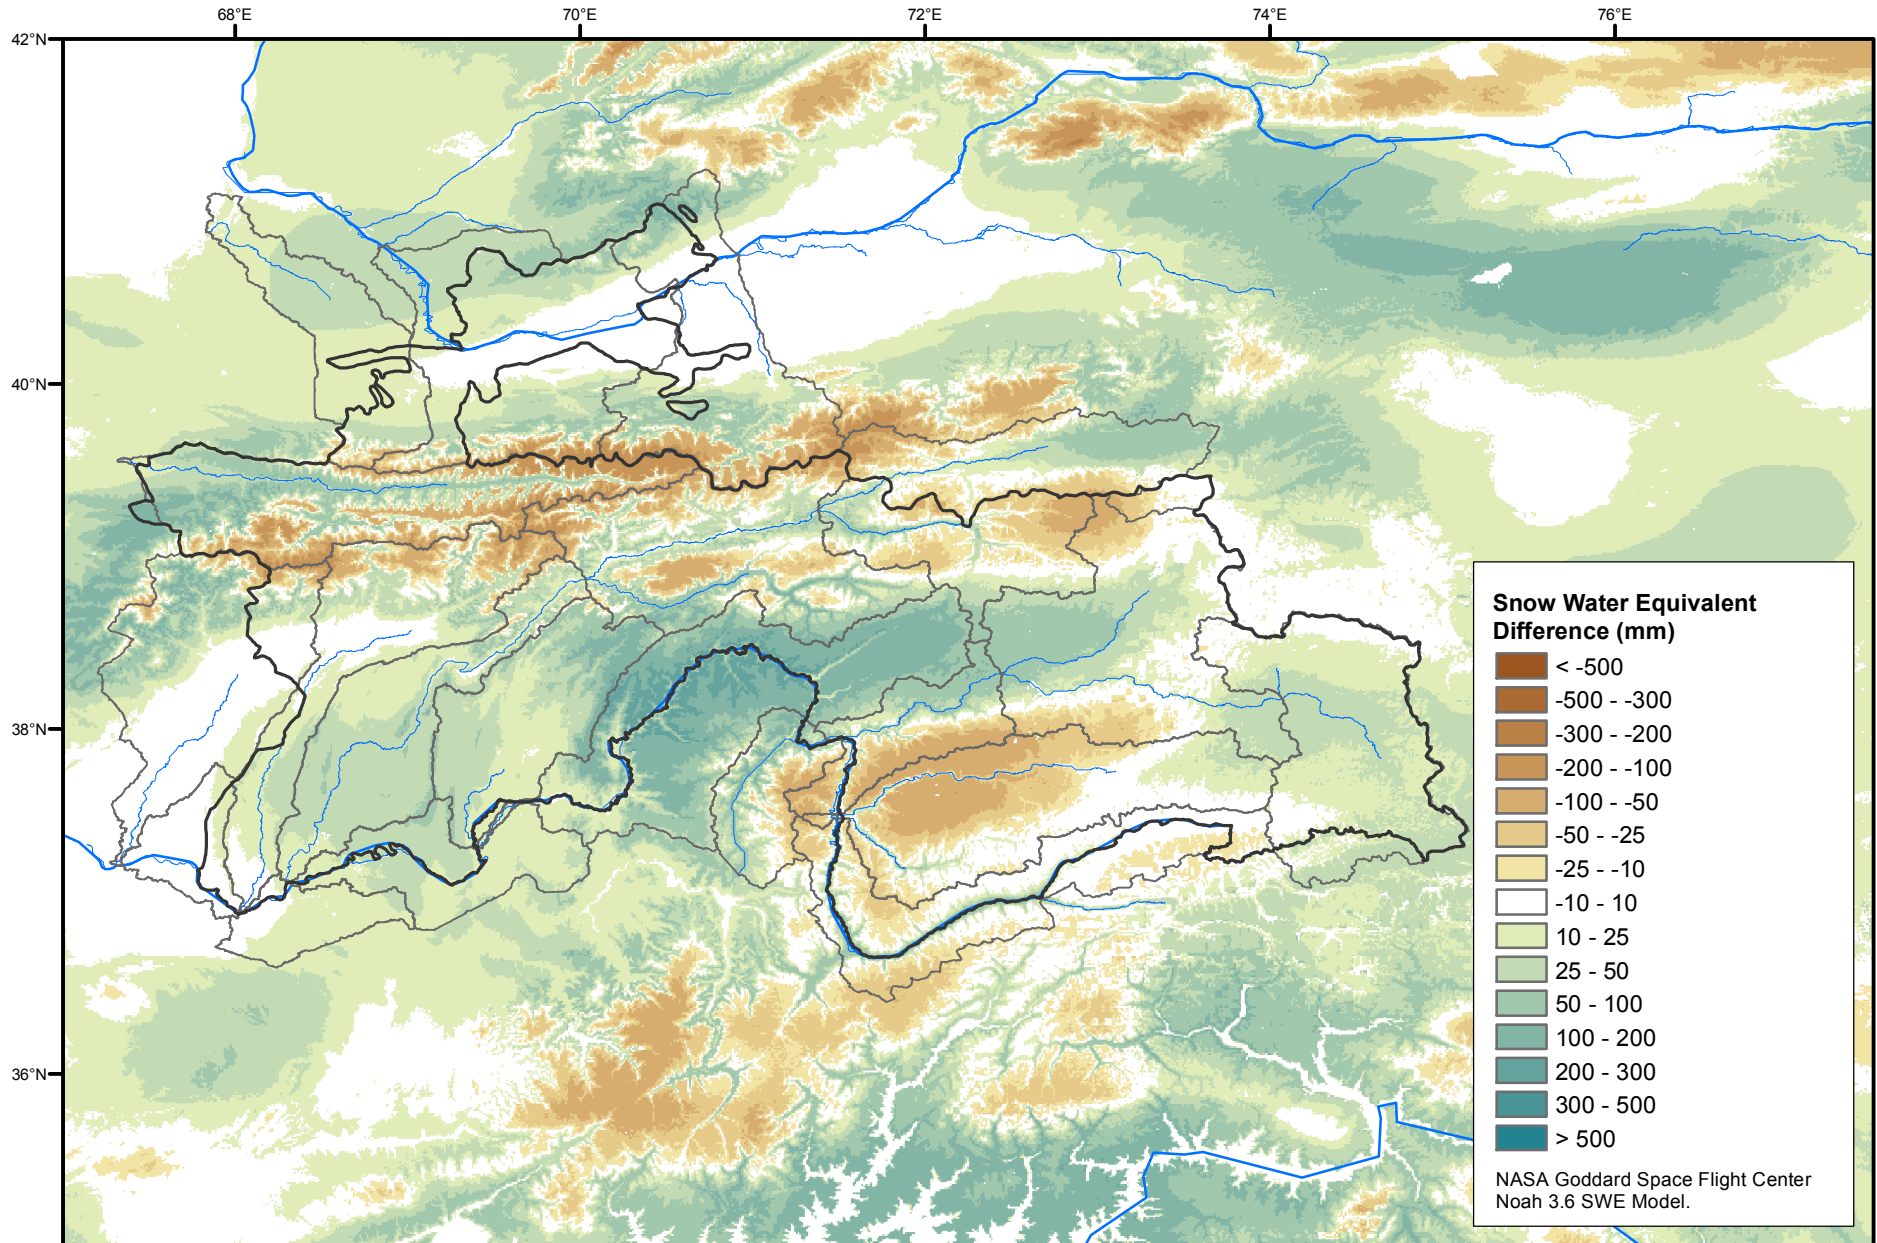 68°E 70°E 72°E 74°E 76°E
42°N
40°N
38°N
36°N
Snow Water Equivalent
Difference (mm)
< -500
-500 - -300
-300 - -200
-200 - -100
-100 - -50
-50 - -25
-25 - -10
-10 - 10
10 - 25
25 - 50
50 - 100
100 - 200
200 - 300
300 - 500
> 500
NASA Goddard Space Flight Center
Noah 3.6 SWE Model.